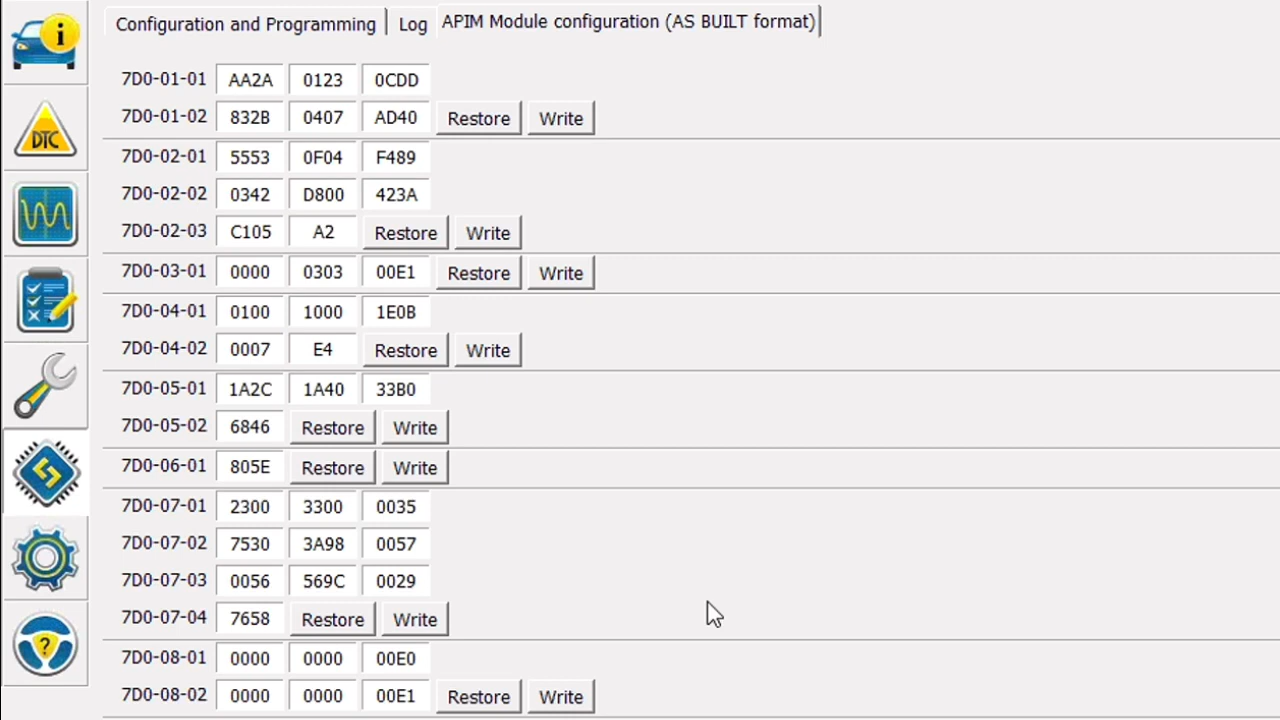 Configuration and Programming Log APIM Module configuration (AS BUILT format)
7D0-01-01 AA2A 0123 0CDD
7D0-01-02 832B 0407 AD40 Restore Write
7D0-02-01 5553 0F04 F489
7D0-02-02 0342 D800 423A
7D0-02-03 C105 A2 Restore Write
7D0-03-01 0000 0303 00E1 Restore Write
7D0-04-01 0100 1000 1E0B
7D0-04-02 0007 E4 Restore Write
7D0-05-01 1A2C 1A40 33B0
7D0-05-02 6846 Restore Write
7D0-06-01 805E Restore Write
7D0-07-01 2300 3300 0035
7D0-07-02 7530 3A98 0057
7D0-07-03 0056 569C 0029
7D0-07-04 7658 Restore Write
7D0-08-01 0000 0000 00E0
7D0-08-02 0000 0000 00E1 Restore Write
i
DTC
?